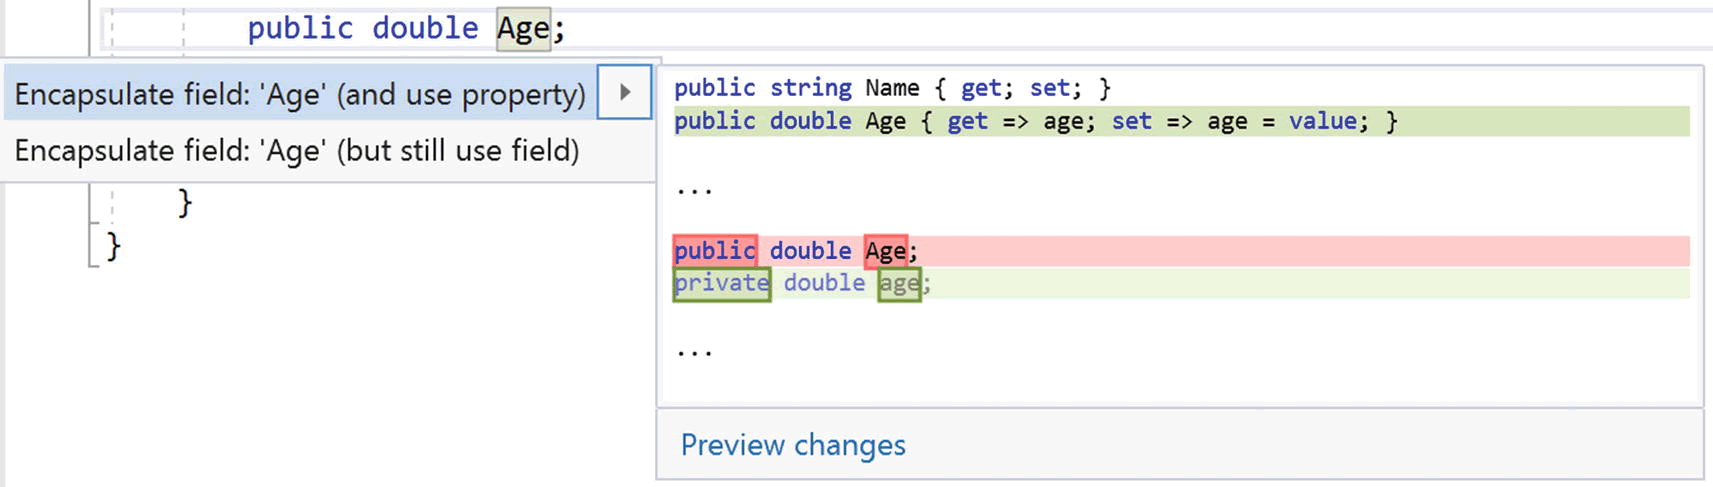 public double Age;
Encapsulate field: 'Age' (and use property)
Encapsulate field: 'Age' (but still use field)
}
}
public string Name { get; set; }
public double Age { get => age; set => age = value; }
...
public double Age;
private double age;
...
Preview changes